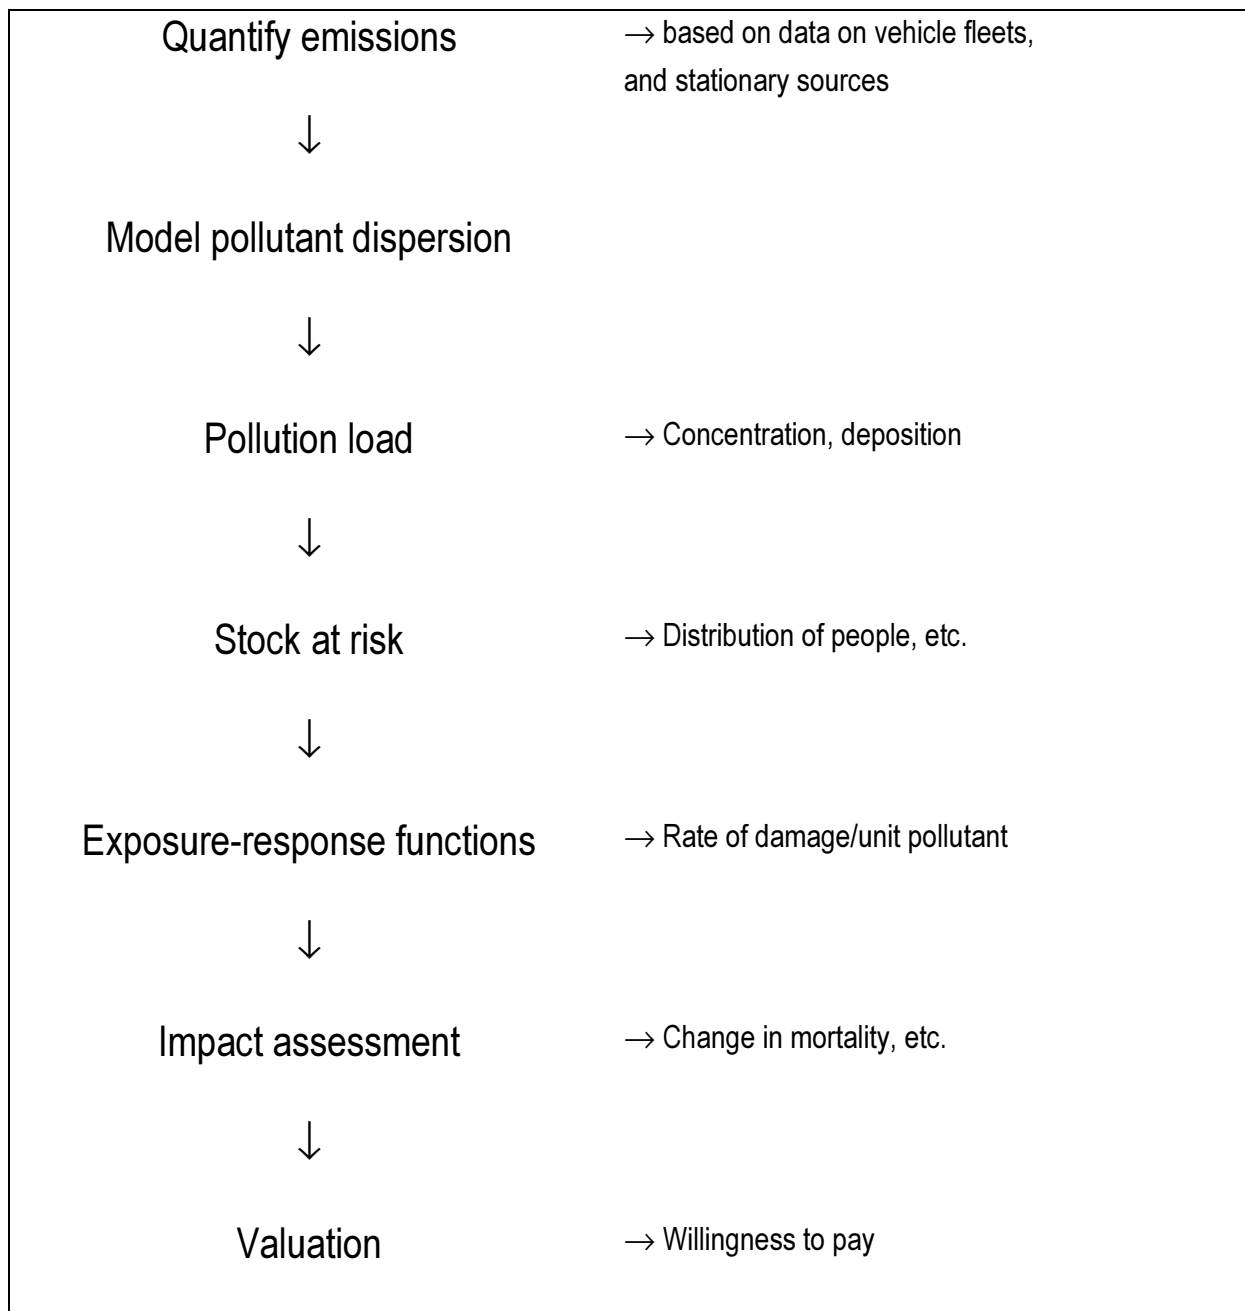 Quantify emissions → based on data on vehicle fleets,
and stationary sources
↓
Model pollutant dispersion
↓
Pollution load → Concentration, deposition
↓
Stock at risk → Distribution of people, etc.
↓
Exposure-response functions → Rate of damage/unit pollutant
↓
Impact assessment → Change in mortality, etc.
↓
Valuation → Willingness to pay